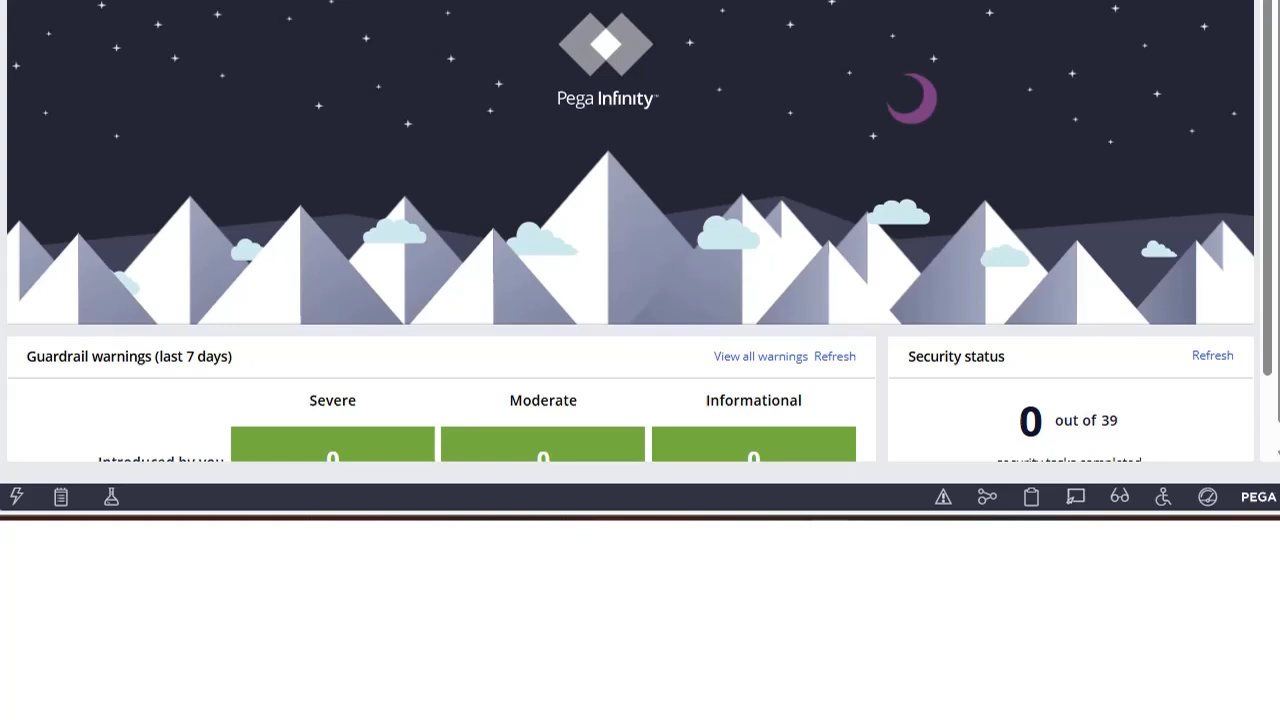 Pega Infinity™
Guardrail warnings (last 7 days)
View all warnings Refresh
Security status
Refresh
Severe
Moderate
Informational
0 out of 39
Introduced by you
0
0
0
security tasks completed
PEGA